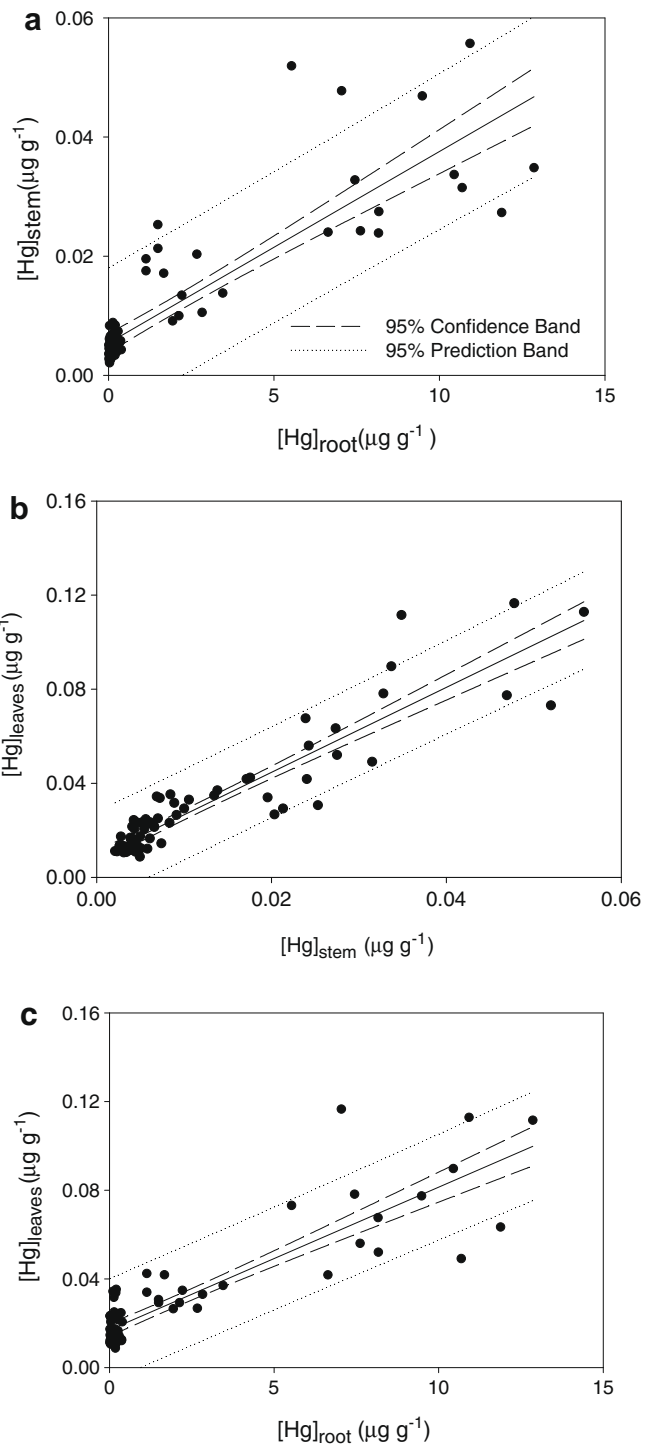 a
0.06
0.04
0.02
0.00
[Hg]stem(μg g-1)
95% Confidence Band
95% Prediction Band
0
5
10
15
[Hg]root(μg g-1 )
b
0.16
0.12
0.08
0.04
0.00
[Hg]leaves(μg g-1)
0.00
0.02
0.04
0.06
[Hg]stem (μg g-1)
c
0.16
0.12
0.08
0.04
0.00
[Hg]leaves(μg g-1)
0
5
10
15
[Hg]root (μg g-1)